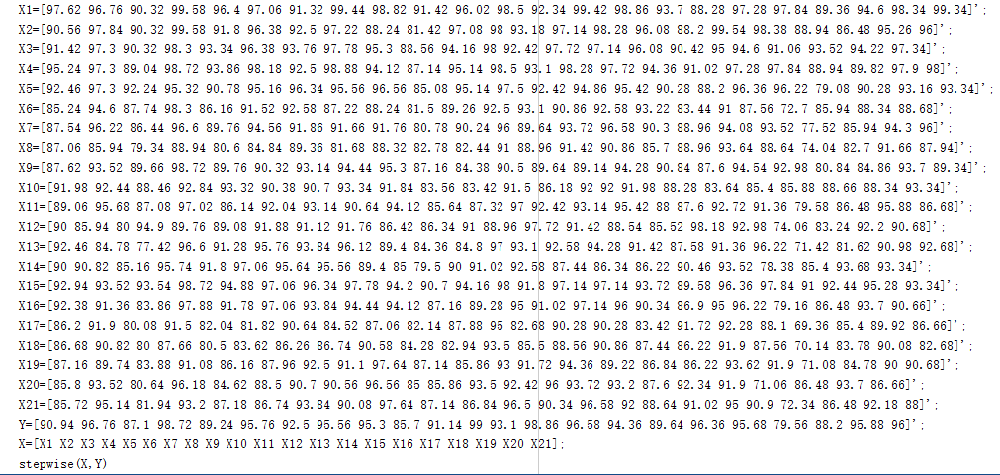 X1=[97.62 96.76 90.32 99.58 96.4 97.06 91.32 99.44 98.82 91.42 96.02 98.5 92.34 99.42 98.86 93.7 88.28 97.28 97.84 89.36 94.6 98.34 99.34]';
X2=[90.56 97.84 90.32 99.58 91.8 96.38 92.5 97.22 88.24 81.42 97.08 98 93.18 97.14 98.28 96.08 88.2 99.54 98.38 88.94 86.48 95.26 96]';
X3=[91.42 97.3 90.32 98.3 93.34 96.38 93.76 97.78 95.3 88.56 94.16 98 92.42 97.72 97.14 96.08 90.42 95 94.6 91.06 93.52 94.22 97.34]';
X4=[95.24 97.3 89.04 98.72 93.86 98.18 92.5 98.88 94.12 87.14 95.14 98.5 93.1 98.28 97.72 94.36 91.02 97.28 97.84 88.94 89.82 97.9 98]';
X5=[92.46 97.3 92.24 95.32 90.78 95.16 96.34 95.56 96.56 85.08 95.14 97.5 92.42 94.86 95.42 90.28 88.2 96.36 96.22 79.08 90.28 93.16 93.34]';
X6=[85.24 94.6 87.74 98.3 86.16 91.52 92.58 87.22 88.24 81.5 89.26 92.5 93.1 90.86 92.58 93.22 83.44 91 87.56 72.7 85.94 88.34 88.68]';
X7=[87.54 96.22 86.44 96.6 89.76 94.56 91.86 91.66 91.76 80.78 90.24 96 89.64 93.72 96.58 90.3 88.96 94.08 93.52 77.52 85.94 94.3 96]';
X8=[87.06 85.94 79.34 88.94 80.6 84.84 89.36 81.68 88.32 82.78 82.44 91 88.96 91.42 90.86 85.7 88.96 93.64 88.64 74.04 82.7 91.66 87.94]';
X9=[87.62 93.52 89.66 98.72 89.76 90.32 93.14 94.44 95.3 87.16 84.38 90.5 89.64 89.14 94.28 90.84 87.6 94.54 92.98 80.84 84.86 93.7 89.34]';
X10=[91.98 92.44 88.46 92.84 93.32 90.38 90.7 93.34 91.84 83.56 83.42 91.5 86.18 92 92 91.98 88.28 83.64 85.4 85.88 88.66 88.34 93.34]';
X11=[89.06 95.68 87.08 97.02 86.14 92.04 93.14 90.64 94.12 85.64 87.32 97 92.42 93.14 95.42 88 87.6 92.72 91.36 79.58 86.48 95.88 86.68]';
X12=[90 85.94 80 94.9 89.76 89.08 91.88 91.12 91.76 86.42 86.34 91 88.96 97.72 91.42 88.54 85.52 98.18 92.98 74.06 83.24 92.2 90.68]';
X13=[92.46 84.78 77.42 96.6 91.28 95.76 93.84 96.12 89.4 84.36 84.8 97 93.1 92.58 94.28 91.42 87.58 91.36 96.22 71.42 81.62 90.98 92.68]';
X14=[90 90.82 85.16 95.74 91.8 97.06 95.64 95.56 89.4 85 79.5 90 91.02 92.58 87.44 86.34 86.22 90.46 93.52 78.38 85.4 93.68 93.34]';
X15=[92.94 93.52 93.54 98.72 94.88 97.06 96.34 97.78 94.2 90.7 94.16 98 91.8 97.14 97.14 93.72 89.58 96.36 97.84 91 92.44 95.28 93.34]';
X16=[92.38 91.36 83.86 97.88 91.78 97.06 93.84 94.44 94.12 87.16 89.28 95 91.02 97.14 96 90.34 86.9 95 96.22 79.16 86.48 93.7 90.66]';
X17=[86.2 91.9 80.08 91.5 82.04 81.82 90.64 84.52 87.06 82.14 87.88 95 82.68 90.28 90.28 83.42 91.72 92.28 88.1 69.36 85.4 89.92 86.66]';
X18=[86.68 90.82 80 87.66 80.5 83.62 86.26 86.74 90.58 84.28 82.94 93.5 85.5 88.56 90.86 87.44 86.22 91.9 87.56 70.14 83.78 90.08 82.68]';
X19=[87.16 89.74 83.88 91.08 86.16 87.96 92.5 91.1 97.64 87.14 85.86 93 91.72 94.36 89.22 86.84 86.22 93.62 91.9 71.08 84.78 90 90.68]';
X20=[85.8 93.52 80.64 96.18 84.62 88.5 90.7 90.56 96.56 85 85.86 93.5 92.42 96 93.72 93.2 87.6 92.34 91.9 71.06 86.48 93.7 86.66]';
X21=[85.72 95.14 81.94 93.2 87.18 86.74 93.84 90.08 97.64 87.14 86.84 96.5 90.34 96.58 92 88.64 91.02 95 90.9 72.34 86.48 92.18 88]';
Y=[90.94 96.76 87.1 98.72 89.24 95.76 92.5 95.56 95.3 85.7 91.14 99 93.1 98.86 96.58 94.36 89.64 96.36 95.68 79.56 88.2 95.88 96]';
X=[X1 X2 X3 X4 X5 X6 X7 X8 X9 X10 X11 X12 X13 X14 X15 X16 X17 X18 X19 X20 X21];
stepwise(X,Y)